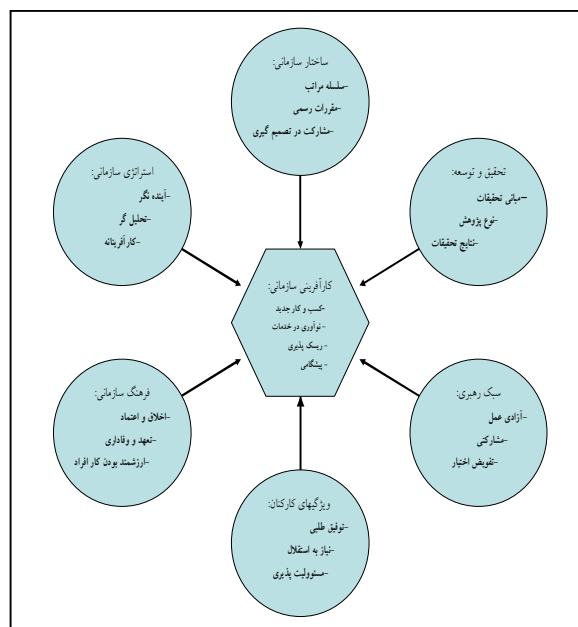 ساختار سازمانی:
-سلسله مراتب
-مقررات رسمی
-مشارکت در تصمیم گیری
تحقیق و توسعه:
-مبانی تحقیقات
-نوع پژوهش
-نتایج تحقیقات
استراتژی سازمانی:
-آینده نگر
-تحلیل گر
-کارآفرینانه
کارآفرینی سازمانی:
-کسب و کار جدید
-نوآوری در خدمات
- ریسک پذیری
- پیشگامی
سبک رهبری:
-آزادی عمل
-مشارکتی
-تفویض اختیار
فرهنگ سازمانی:
-اخلاق و اعتماد
-تعهد و وفاداری
-ارزشمند بودن کار افراد
ویژگیهای کارکنان:
-توفیق طلبی
-نیاز به استقلال
-مسئوولیت پذیری